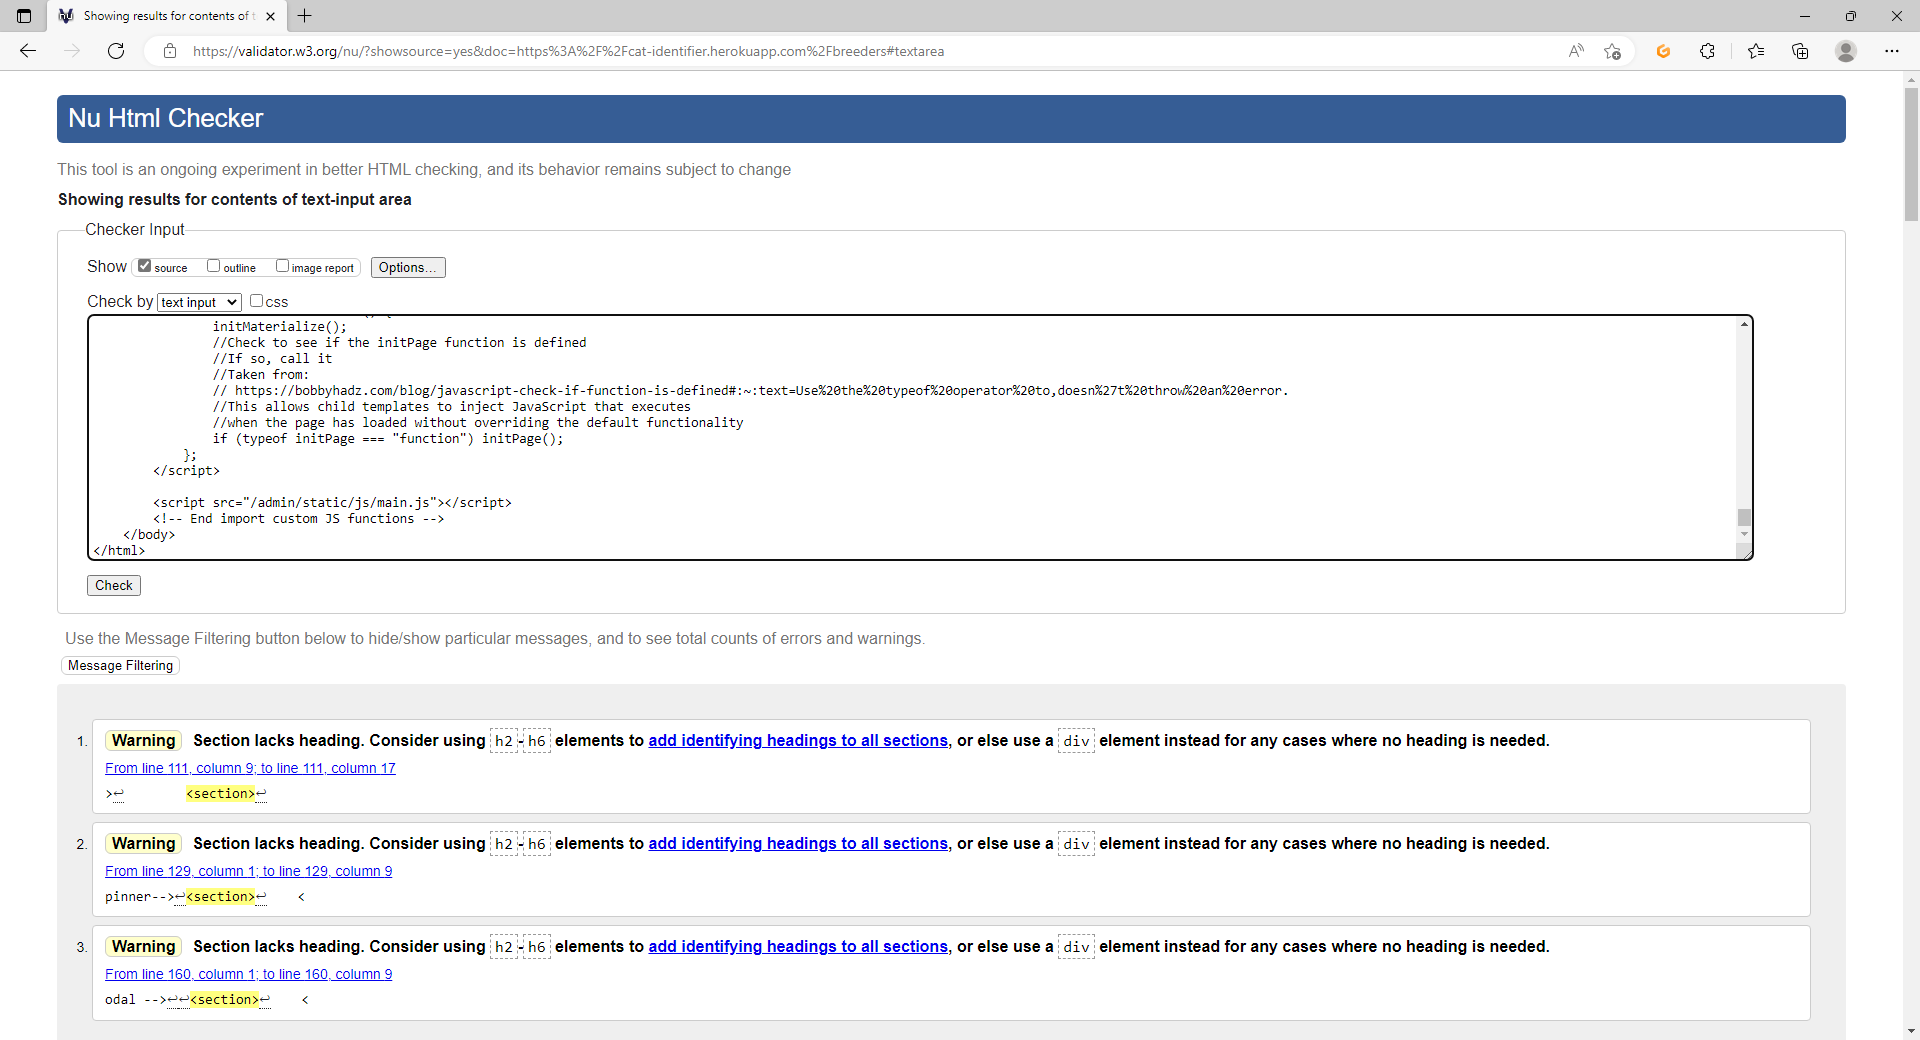 Showing results for contents of t
https://validator.w3.org/nu/?showsource=yes&doc=https%3A%2F%2Fcat-identifier.herokuapp.com%2Fbreeders#textarea
Nu Html Checker
This tool is an ongoing experiment in better HTML checking, and its behavior remains subject to change
Showing results for contents of text-input area
Checker Input
Show source outline image report Options...
Check by text input css
initMaterialize();
//Check to see if the initPage function is defined
//If so, call it
//Taken from:
// https://bobbyhadz.com/blog/javascript-check-if-function-is-defined#:~:text=Use%20the%20typeof%20operator%20to,doesn%27t%20throw%20an%20error.
//This allows child templates to inject JavaScript that executes
//when the page has loaded without overriding the default functionality
if (typeof initPage === "function") initPage();
};
</script>
<script src="/admin/static/js/main.js"></script>
<!-- End import custom JS functions -->
</body>
</html>
Check
Use the Message Filtering button below to hide/show particular messages, and to see total counts of errors and warnings.
Message Filtering
1. Warning Section lacks heading. Consider using h2-h6 elements to add identifying headings to all sections, or else use a div element instead for any cases where no heading is needed.
From line 111, column 9; to line 111, column 17
>↩ <section>↩
2. Warning Section lacks heading. Consider using h2-h6 elements to add identifying headings to all sections, or else use a div element instead for any cases where no heading is needed.
From line 129, column 1; to line 129, column 9
pinner-->↩<section>↩ <
3. Warning Section lacks heading. Consider using h2-h6 elements to add identifying headings to all sections, or else use a div element instead for any cases where no heading is needed.
From line 160, column 1; to line 160, column 9
odal -->↩↩<section>↩ <